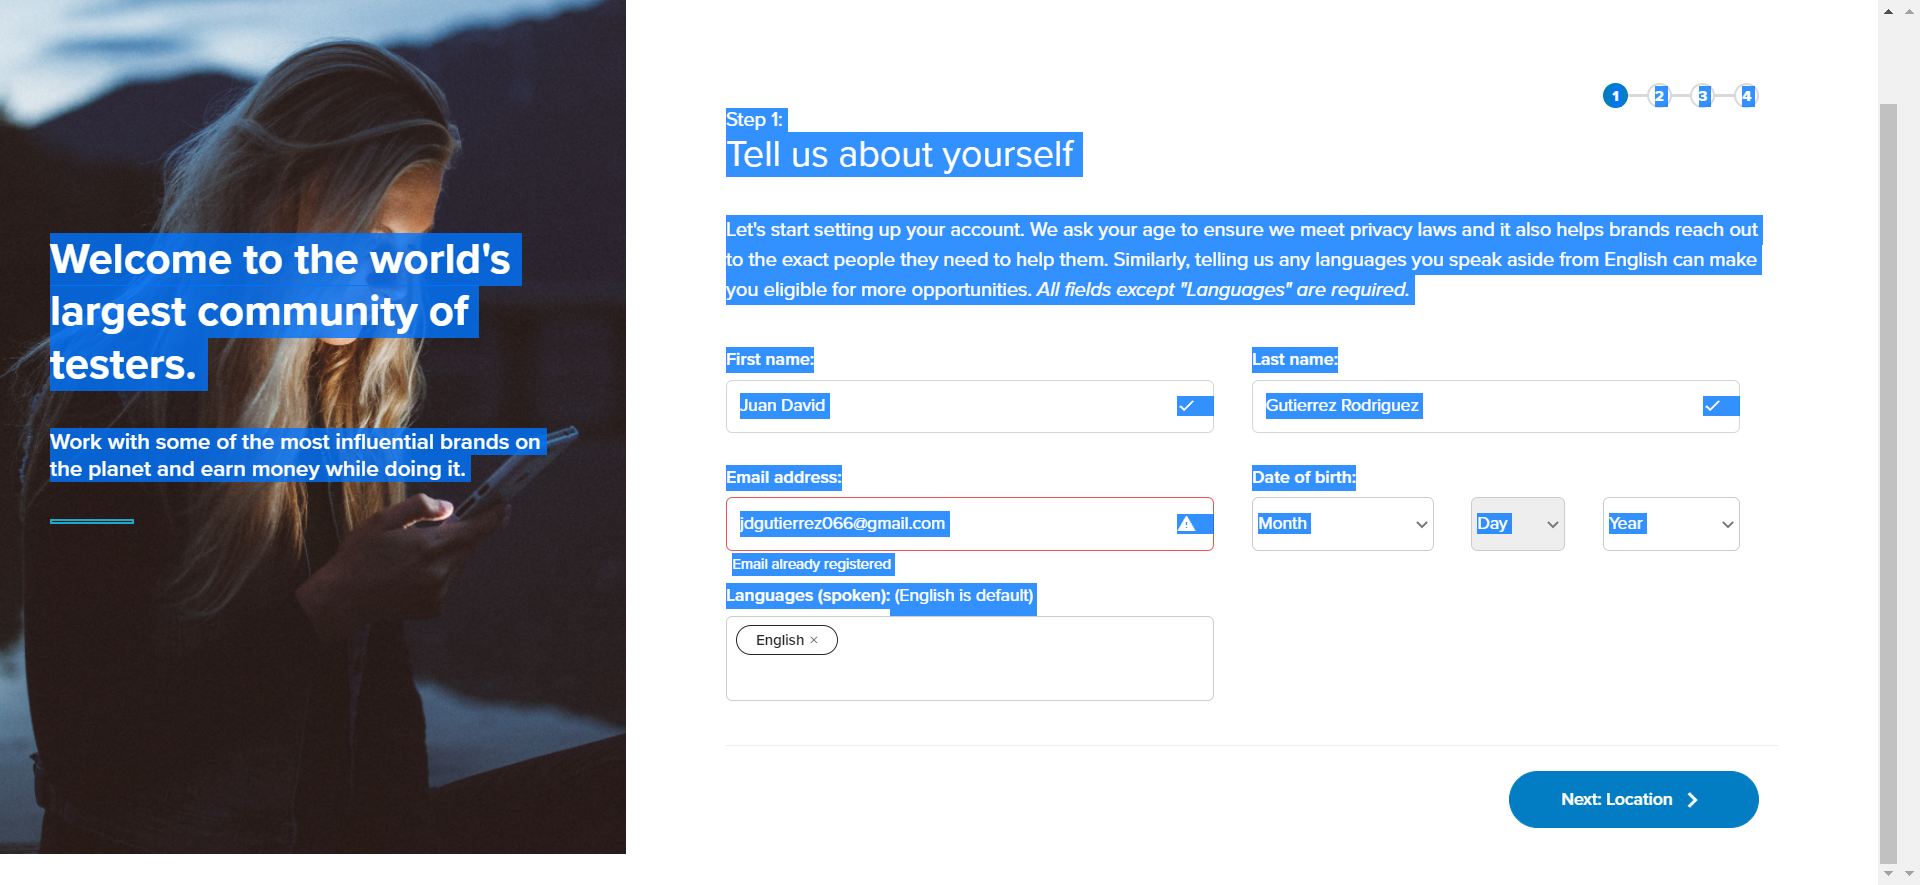 Welcome to the world's
largest community of
testers.
Work with some of the most influential brands on
the planet and earn money while doing it.
1 2 3 4
Step 1:
Tell us about yourself
Let's start setting up your account. We ask your age to ensure we meet privacy laws and it also helps brands reach out
to the exact people they need to help them. Similarly, telling us any languages you speak aside from English can make
you eligible for more opportunities. All fields except "Languages" are required.
First name:
Juan David
Last name:
Gutierrez Rodriguez
Email address:
jdgutierrez066@gmail.com
Email already registered
Date of birth:
Month Day Year
Languages (spoken): (English is default)
English ×
Next: Location